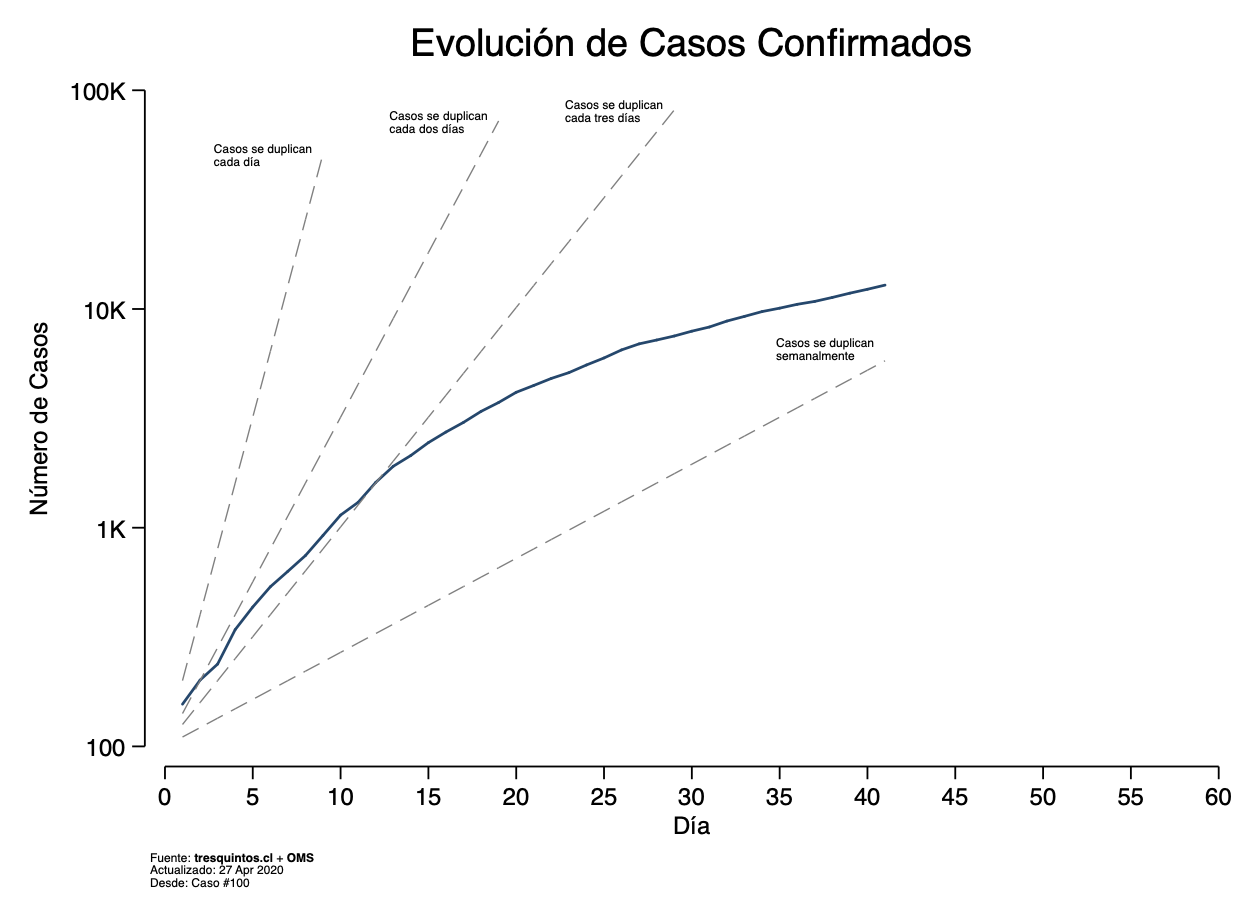 Evolución de Casos Confirmados
100K
10K
1K
100
Número de Casos
Casos se duplican
cada día
Casos se duplican
cada dos días
Casos se duplican
cada tres días
Casos se duplican
semanalmente
0 5 10 15 20 25 30 35 40 45 50 55 60
Día
Fuente: tresquintos.cl + OMS
Actualizado: 27 Apr 2020
Desde: Caso #100